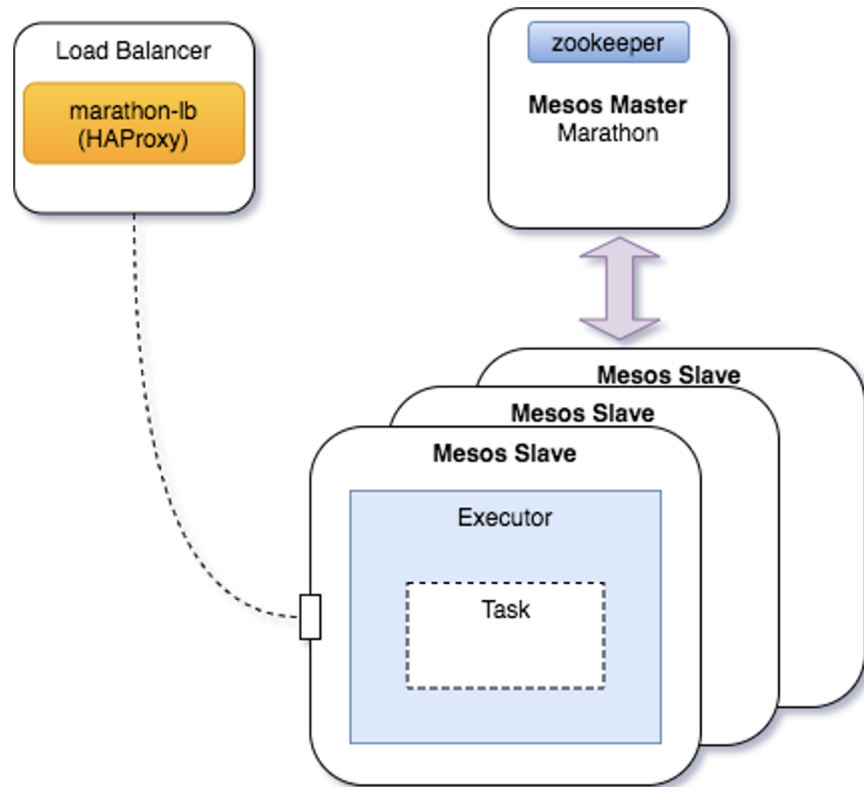 Load Balancer
marathon-lb
(HAProxy)
zookeeper
Mesos Master
Marathon
Mesos Slave
Mesos Slave
Mesos Slave
Executor
Task